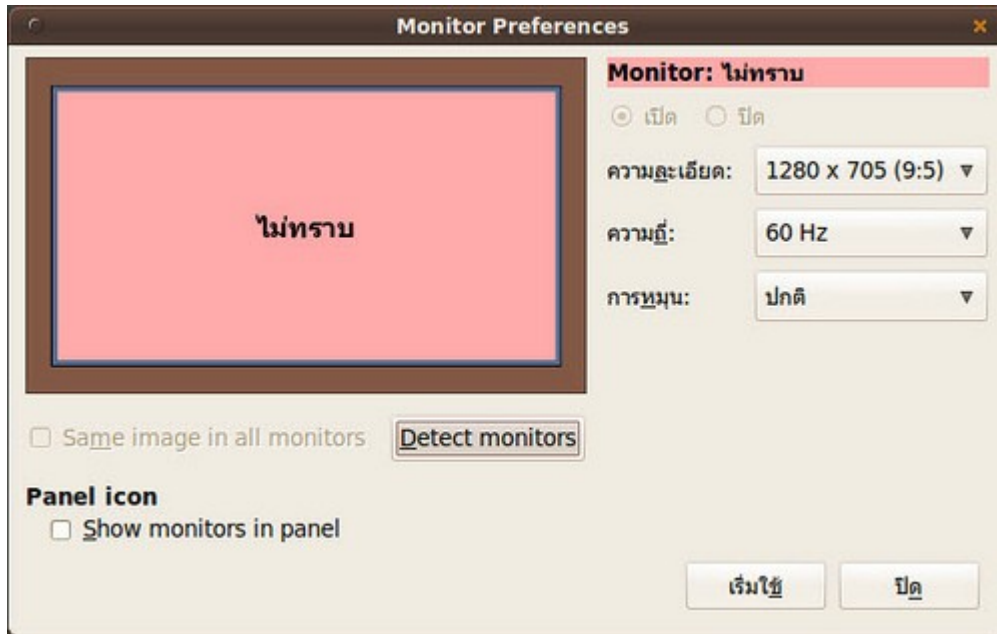 Monitor Preferences
Monitor: ไม่ทราบ
เปิด ปิด
ความละเอียด: 1280 x 705 (9:5)
ไม่ทราบ
ความถี่: 60 Hz
การหมุน: ปกติ
Same image in all monitors Detect monitors
Panel icon
Show monitors in panel
เริ่มใช้ ปิด